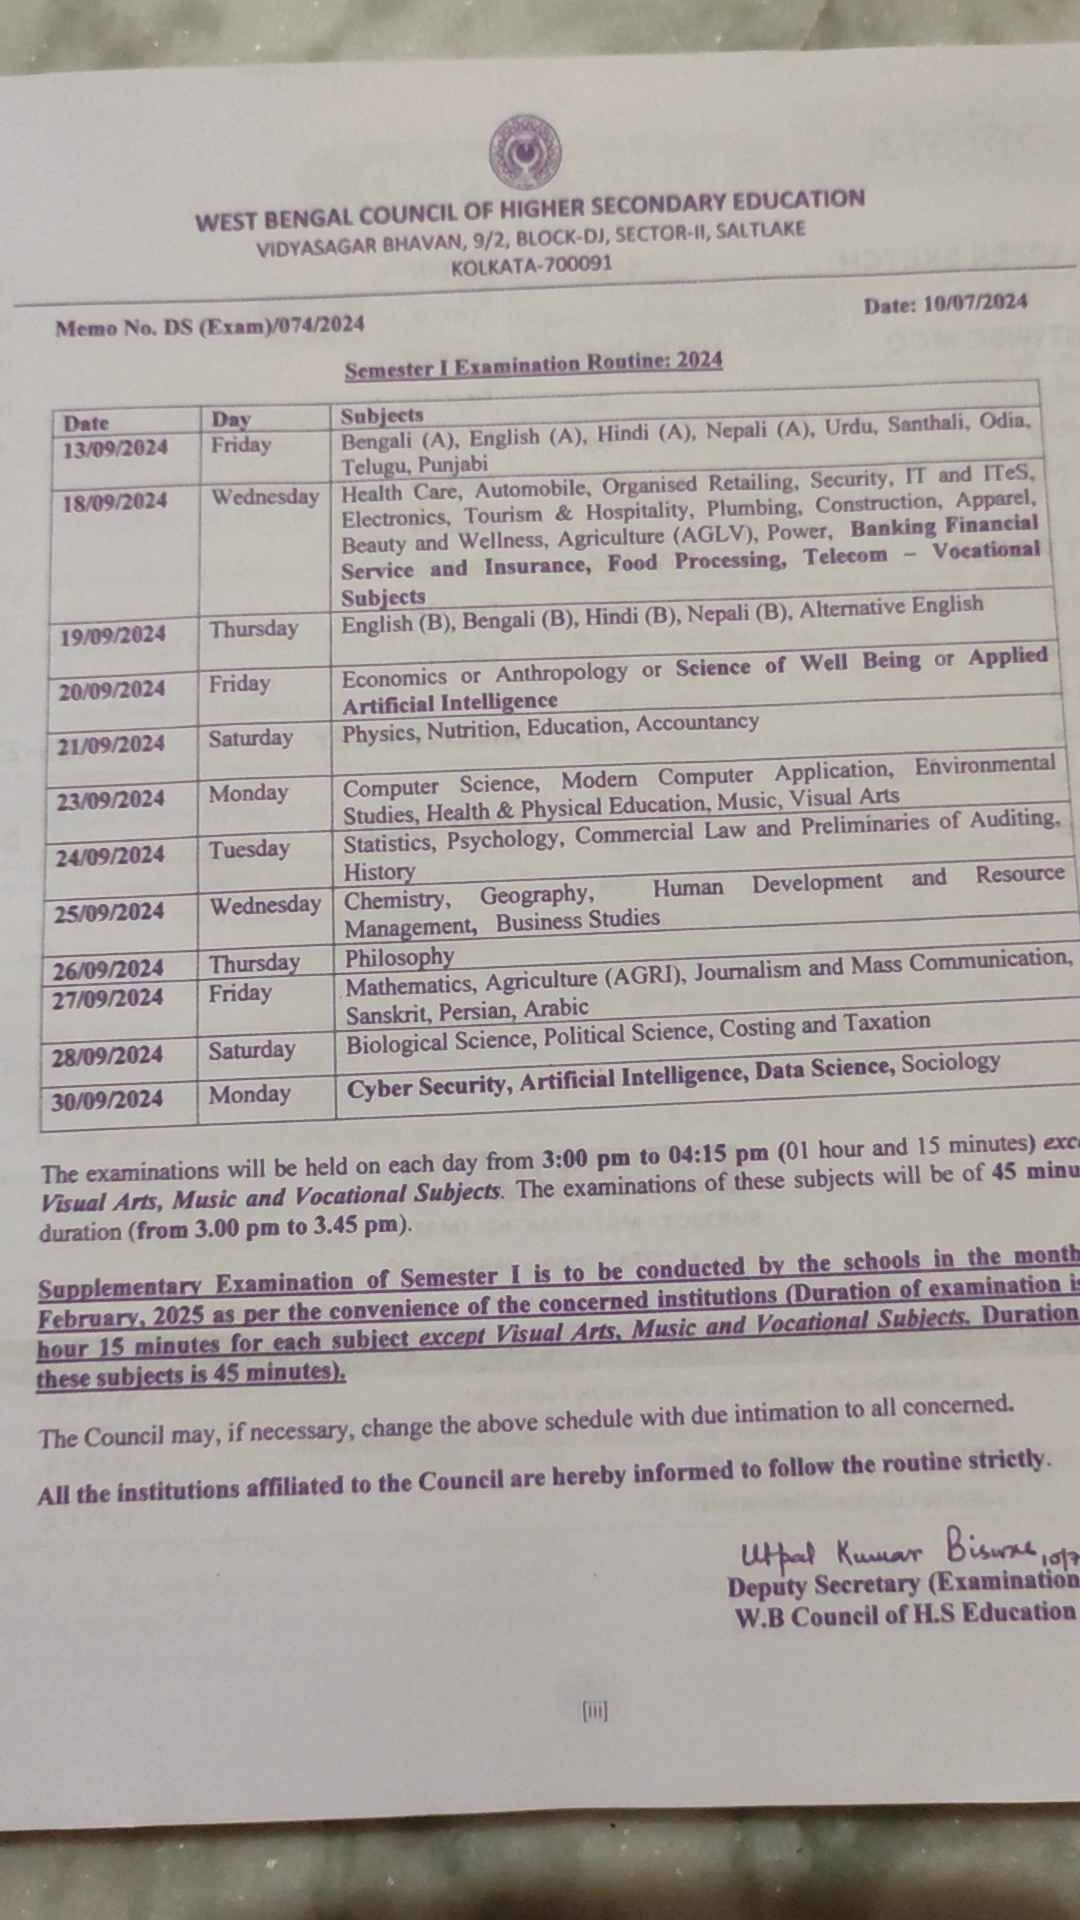 WEST BENGAL COUNCIL OF HIGHER SECONDARY EDUCATION
VIDYASAGAR BHAVAN, 9/2, BLOCK-DJ, SECTOR-II, SALTLAKE
KOLKATA-700091
Memo No. DS (Exam)/074/2024 Date: 10/07/2024
Semester I Examination Routine: 2024
Date Day Subjects
13/09/2024 Friday Bengali (A), English (A), Hindi (A), Nepali (A), Urdu, Santhali, Odia,
Telugu, Punjabi
18/09/2024 Wednesday Health Care, Automobile, Organised Retailing, Security, IT and ITeS,
Electronics, Tourism & Hospitality, Plumbing, Construction, Apparel,
Beauty and Wellness, Agriculture (AGLV), Power, Banking Financial
Service and Insurance, Food Processing, Telecom – Vocational
Subjects
19/09/2024 Thursday English (B), Bengali (B), Hindi (B), Nepali (B), Alternative English
20/09/2024 Friday Economics or Anthropology or Science of Well Being or Applied
Artificial Intelligence
21/09/2024 Saturday Physics, Nutrition, Education, Accountancy
23/09/2024 Monday Computer Science, Modern Computer Application, Environmental
Studies, Health & Physical Education, Music, Visual Arts
24/09/2024 Tuesday Statistics, Psychology, Commercial Law and Preliminaries of Auditing,
History
25/09/2024 Wednesday Chemistry, Geography, Human Development and Resource
Management, Business Studies
26/09/2024 Thursday Philosophy
27/09/2024 Friday Mathematics, Agriculture (AGRI), Journalism and Mass Communication,
Sanskrit, Persian, Arabic
28/09/2024 Saturday Biological Science, Political Science, Costing and Taxation
30/09/2024 Monday Cyber Security, Artificial Intelligence, Data Science, Sociology
The examinations will be held on each day from 3:00 pm to 04:15 pm (01 hour and 15 minutes) exc
Visual Arts, Music and Vocational Subjects. The examinations of these subjects will be of 45 minu
duration (from 3.00 pm to 3.45 pm).
Supplementary Examination of Semester I is to be conducted by the schools in the month
February, 2025 as per the convenience of the concerned institutions (Duration of examination is
hour 15 minutes for each subject except Visual Arts, Music and Vocational Subjects. Duration
these subjects is 45 minutes).
The Council may, if necessary, change the above schedule with due intimation to all concerned.
All the institutions affiliated to the Council are hereby informed to follow the routine strictly.
Utpal Kumar Biswas 10/7
Deputy Secretary (Examination
W.B Council of H.S Education
[iii]